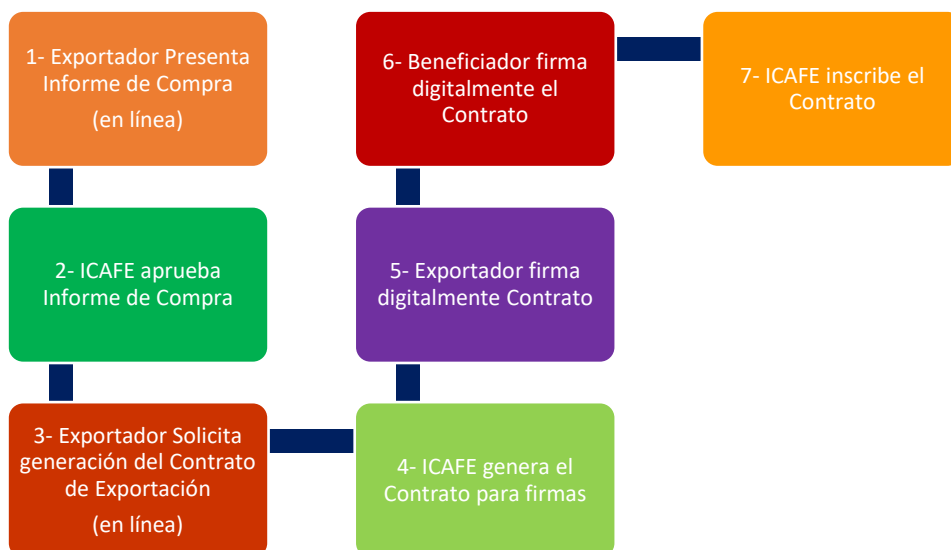 1- Exportador Presenta
Informe de Compra
(en línea)
2- ICAFE aprueba
Informe de Compra
3- Exportador Solicita
generación del Contrato
de Exportación
(en línea)
4- ICAFE genera el
Contrato para firmas
5- Exportador firma
digitalmente Contrato
6- Beneficiador firma
digitalmente el
Contrato
7- ICAFE inscribe el
Contrato